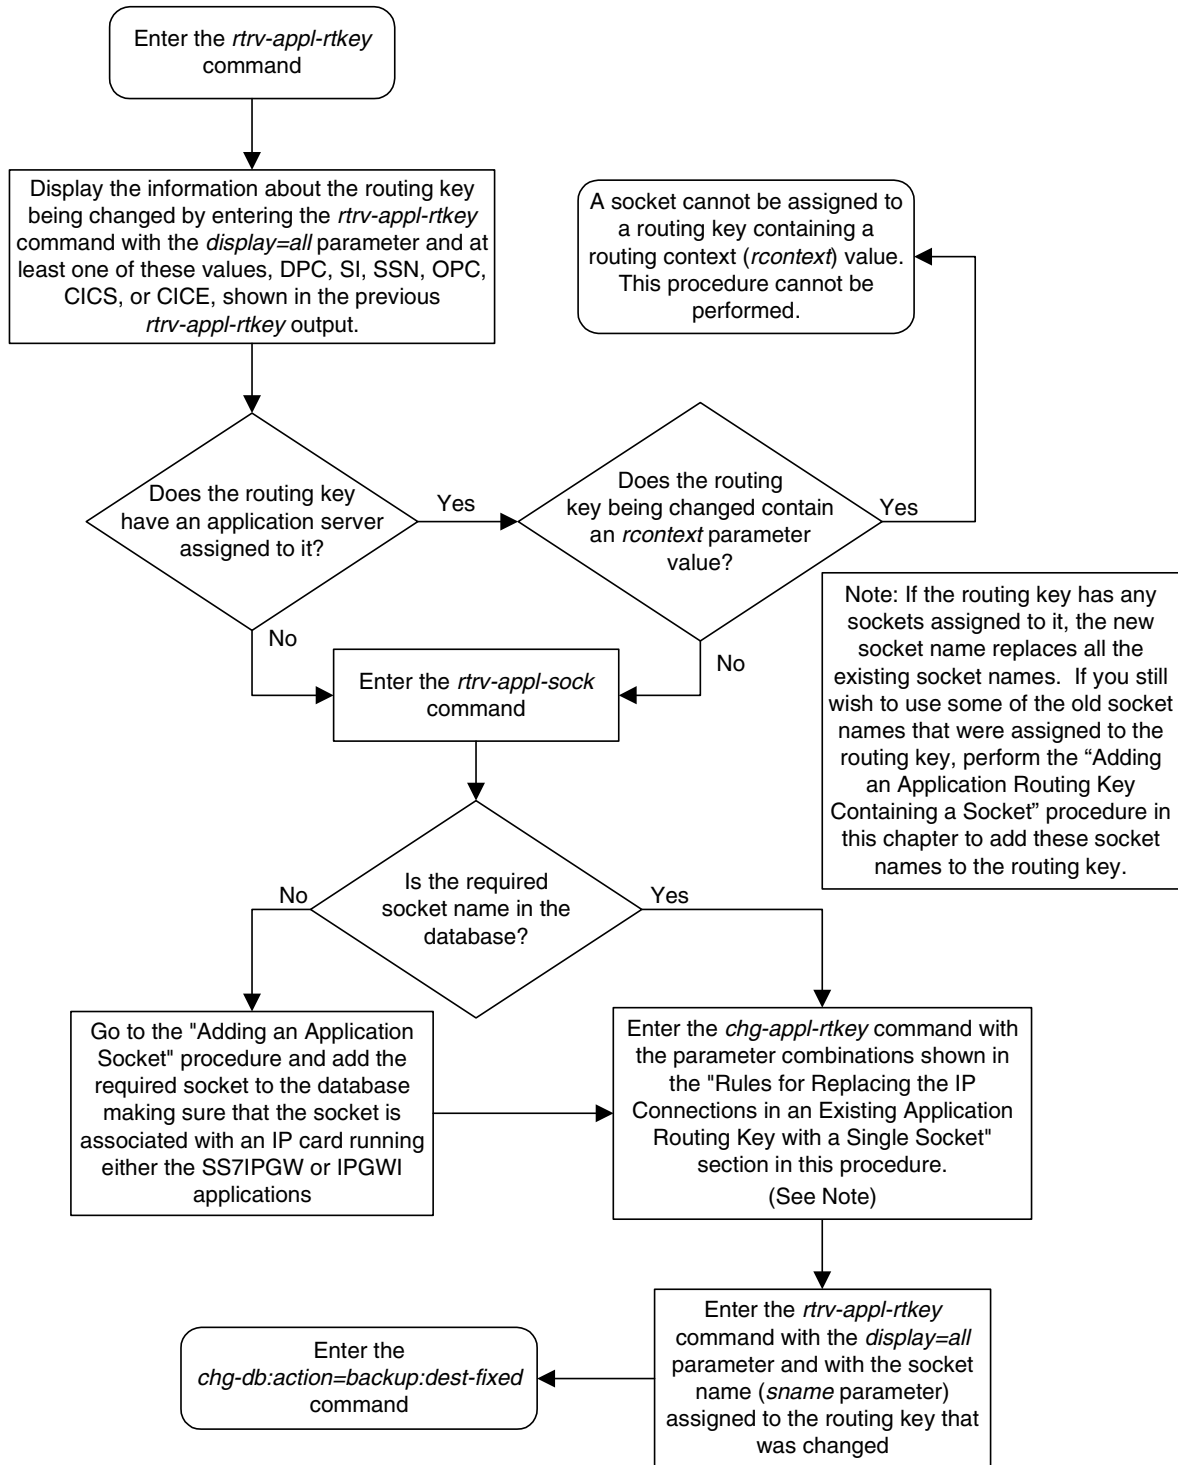 Enter the rtrv-appl-rtkey
command
Display the information about the routing key
being changed by entering the rtrv-appl-rtkey
command with the display=all parameter and at
least one of these values, DPC, SI, SSN, OPC,
CICS, or CICE, shown in the previous
rtrv-appl-rtkey output.
A socket cannot be assigned to
a routing key containing a
routing context (rcontext) value.
This procedure cannot be
performed.
Does the routing key
have an application server
assigned to it?
Yes
Does the routing
key being changed contain
an rcontext parameter
value?
Yes
No
No
Note: If the routing key has any
sockets assigned to it, the new
socket name replaces all the
existing socket names.  If you still
wish to use some of the old socket
names that were assigned to the
routing key, perform the “Adding
an Application Routing Key
Containing a Socket” procedure in
this chapter to add these socket
names to the routing key.
Enter the rtrv-appl-sock
command
Is the required
socket name in the
database?
No
Yes
Go to the "Adding an Application
Socket" procedure and add the
required socket to the database
making sure that the socket is
associated with an IP card running
either the SS7IPGW or IPGWI
applications
Enter the chg-appl-rtkey command with
the parameter combinations shown in
the "Rules for Replacing the IP
Connections in an Existing Application
Routing Key with a Single Socket"
section in this procedure.
(See Note)
Enter the rtrv-appl-rtkey
command with the display=all
parameter and with the socket
name (sname parameter)
assigned to the routing key that
was changed
Enter the
chg-db:action=backup:dest-fixed
command